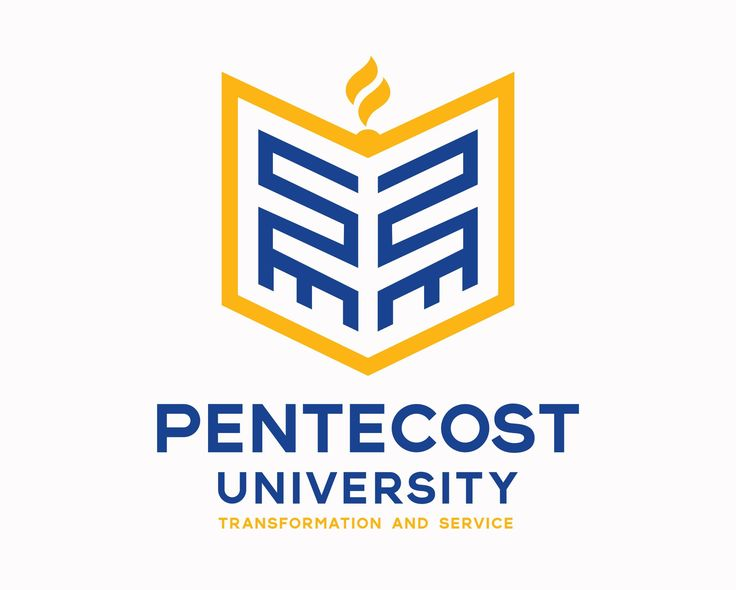 PENTECOST
UNIVERSITY
TRANSFORMATION AND SERVICE